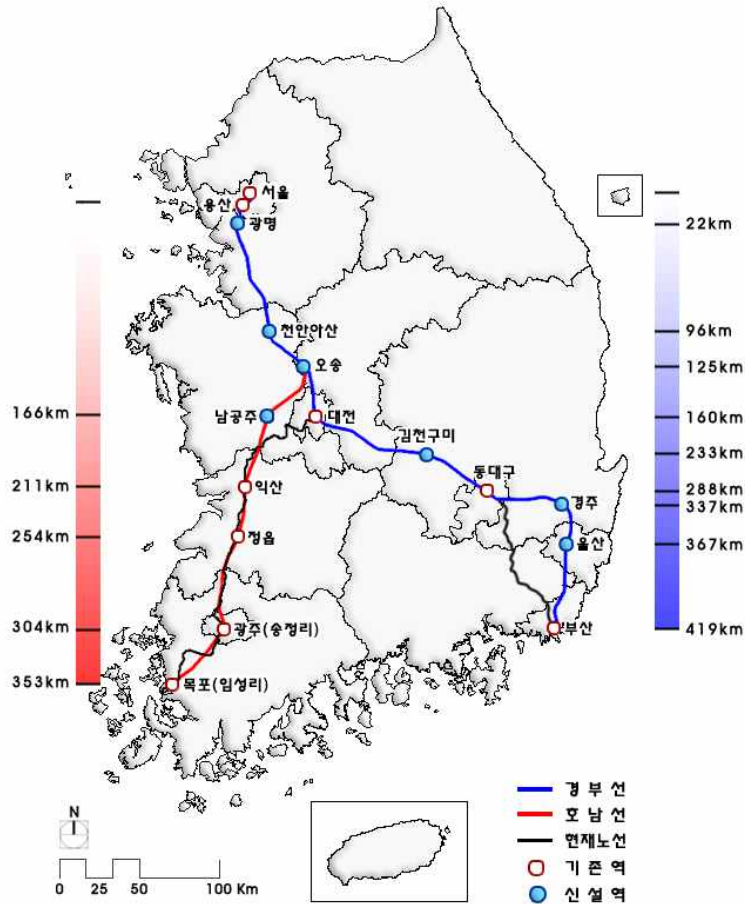 서울
용산
광명
22km
천안아산
96km
오송
125km
166km
남공주
대전
160km
김천구미
233km
211km
익산
동대구
288km
경주
337km
254km
정읍
울산
367km
304km
광주(송정리)
부산
419km
353km
목포(임성리)
경부선
호남선
N
현재노선
기존역
0 25 50 100 Km
신설역